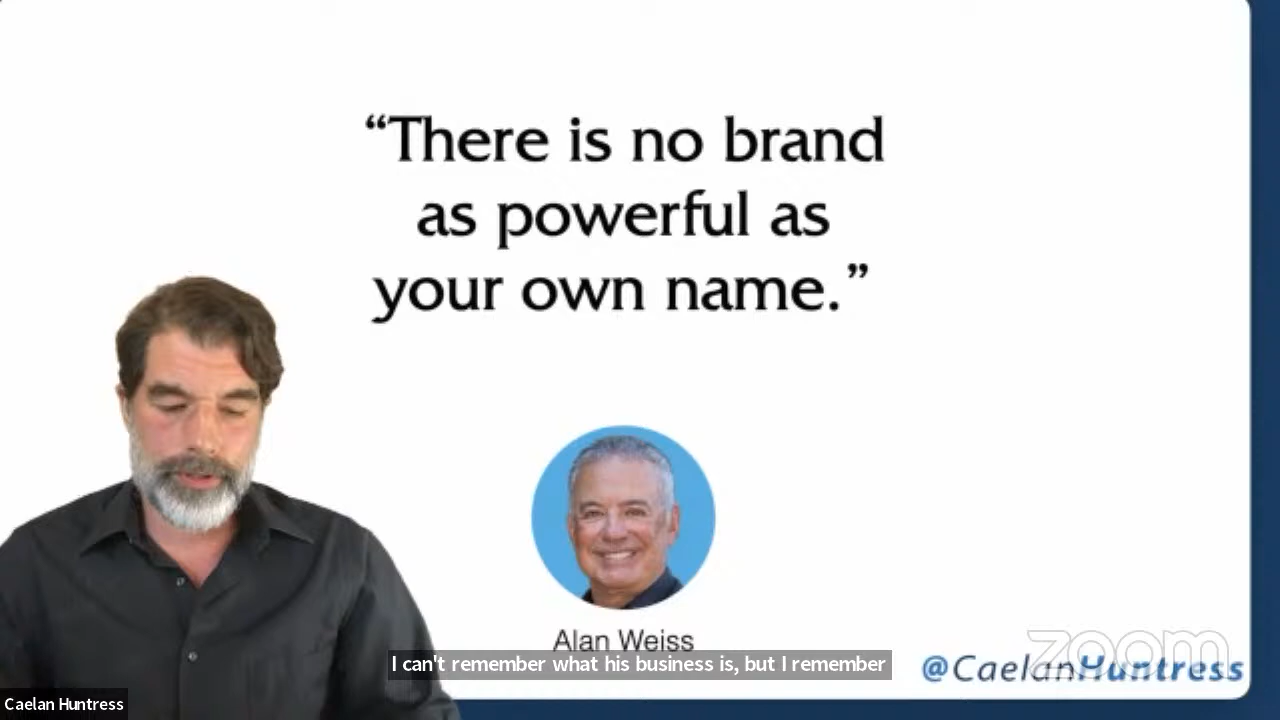 “There is no brand
as powerful as
your own name.”
Alan Weiss
I can't remember what his business is, but I remember
zoom
@CaelanHuntress
Caelan Huntress